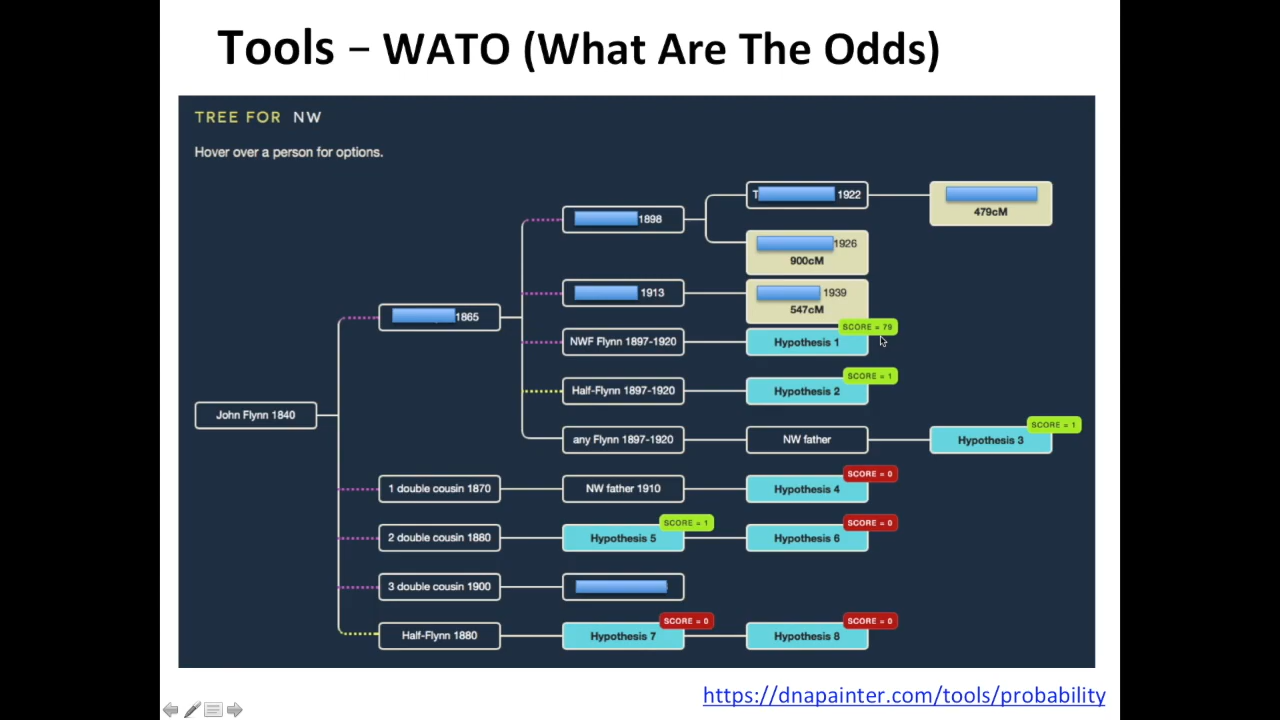 Tools – WATO (What Are The Odds)
TREE FOR NW
Hover over a person for options.
T 1922
479cM
1898
1926
900cM
1913
1939
547cM
SCORE = 79
1865
NWF Flynn 1897-1920
Hypothesis 1
SCORE = 1
Half-Flynn 1897-1920
Hypothesis 2
John Flynn 1840
SCORE = 1
any Flynn 1897-1920
NW father
Hypothesis 3
SCORE = 0
1 double cousin 1870
NW father 1910
Hypothesis 4
SCORE = 1
SCORE = 0
2 double cousin 1880
Hypothesis 5
Hypothesis 6
3 double cousin 1900
SCORE = 0
SCORE = 0
Half-Flynn 1880
Hypothesis 7
Hypothesis 8
https://dnapainter.com/tools/probability